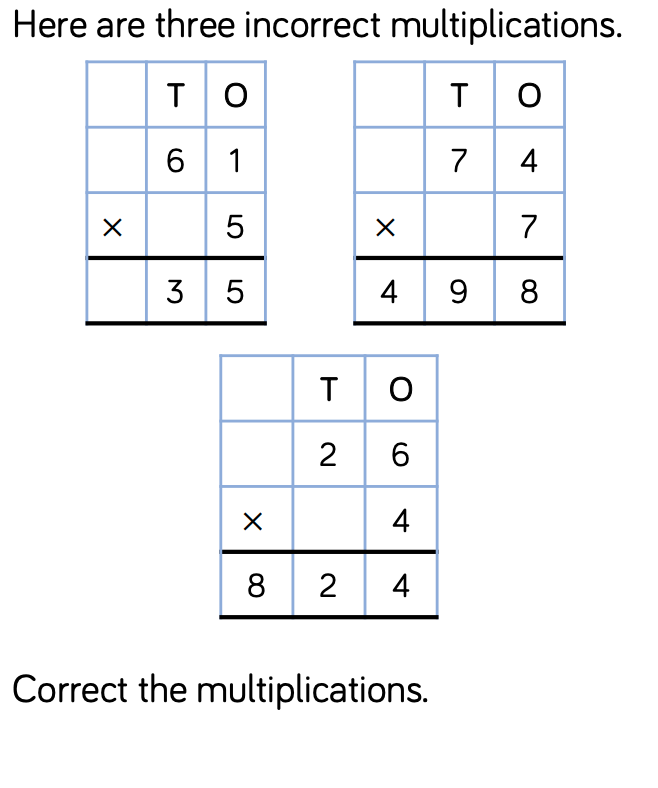 Here are three incorrect multiplications.
T O
6 1
× 5
3 5
T O
7 4
× 7
4 9 8
T O
2 6
× 4
8 2 4
Correct the multiplications.